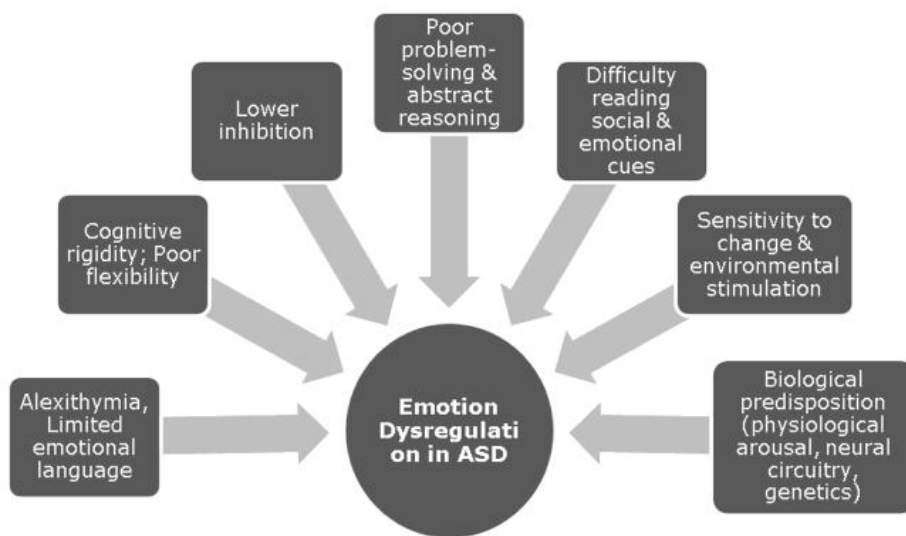 Poor
problem-
solving &
abstract
reasoning
Lower
inhibition
Difficulty
reading
social &
emotional
cues
Cognitive
rigidity; Poor
flexibility
Sensitivity to
change &
environmental
stimulation
Alexithymia,
Limited
emotional
language
Emotion
Dysregulati
on in ASD
Biological
predisposition
(physiological
arousal, neural
circuitry,
genetics)